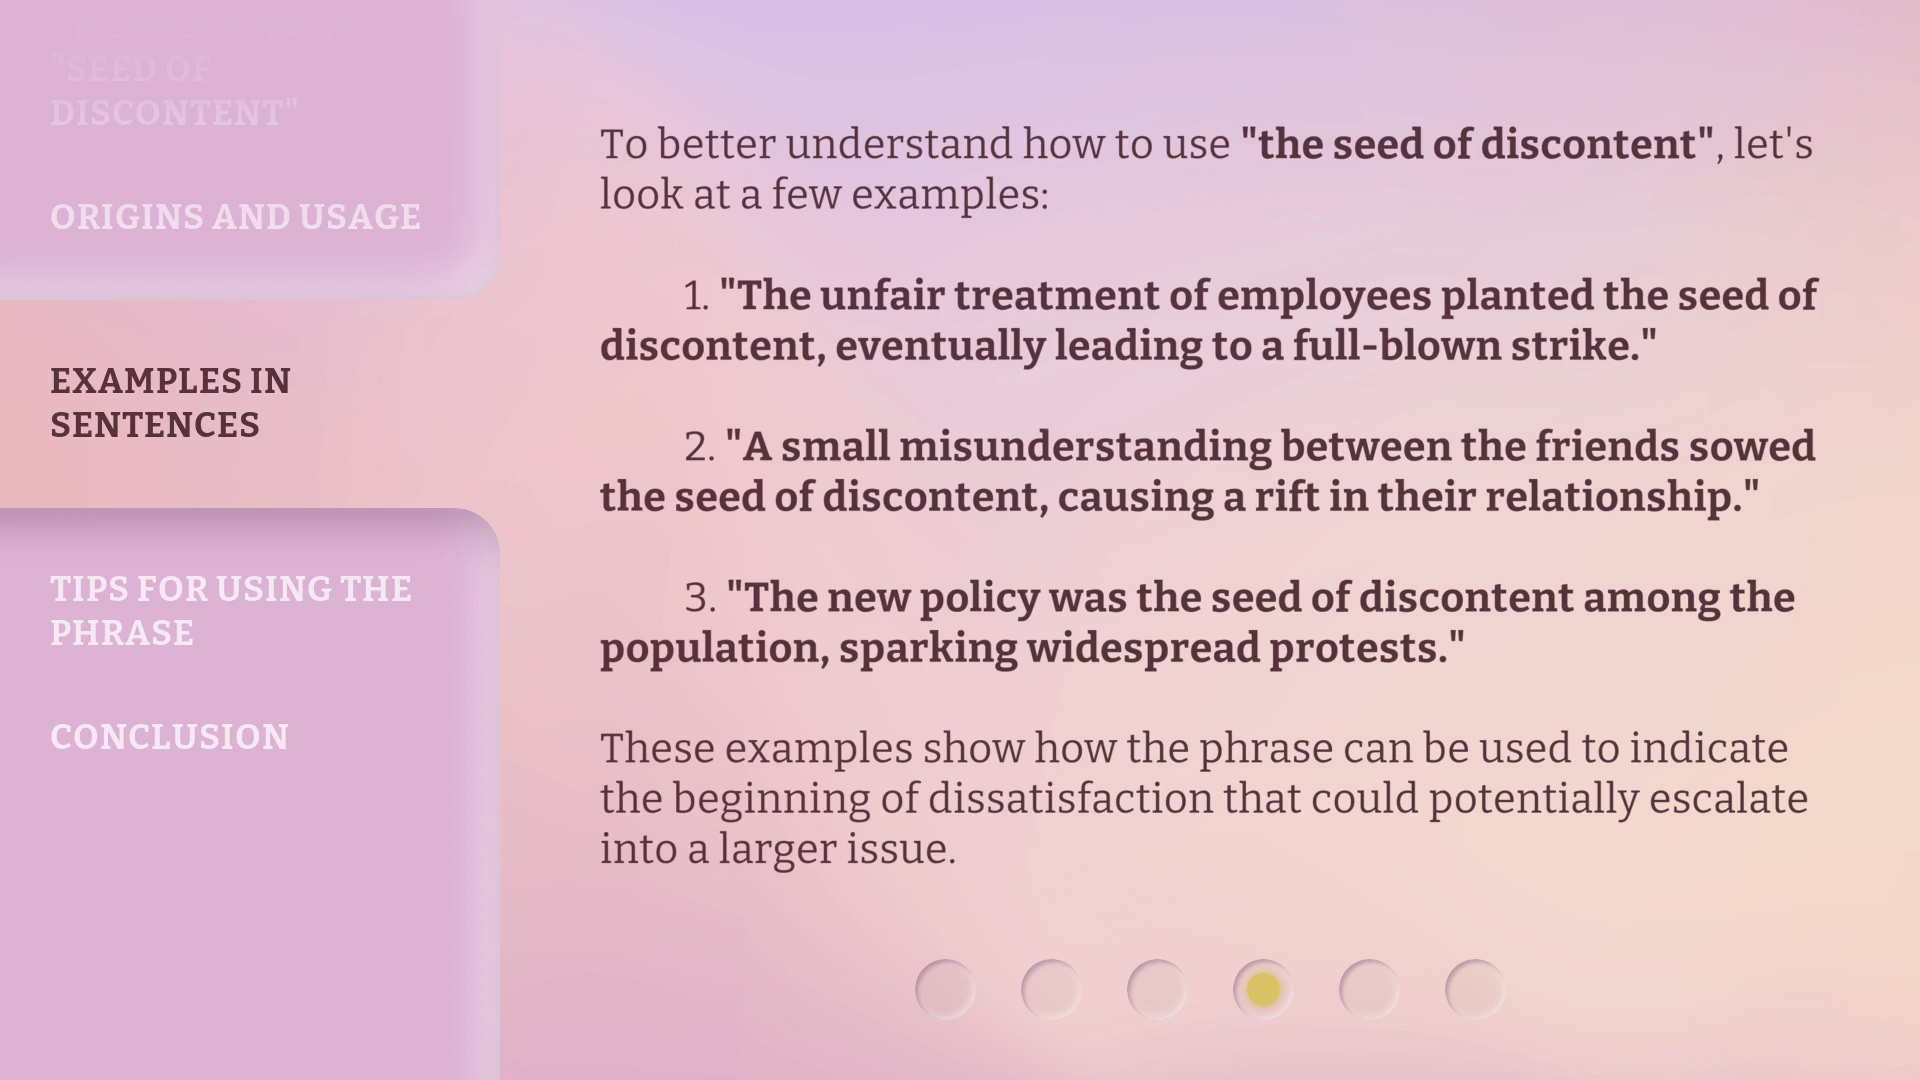 THE MEANING OF
"SEED OF
DISCONTENT"
ORIGINS AND USAGE
EXAMPLES IN
SENTENCES
TIPS FOR USING THE
PHRASE
CONCLUSION
To better understand how to use "the seed of discontent", let's
look at a few examples:
1. "The unfair treatment of employees planted the seed of
discontent, eventually leading to a full-blown strike."
2. "A small misunderstanding between the friends sowed
the seed of discontent, causing a rift in their relationship."
3. "The new policy was the seed of discontent among the
population, sparking widespread protests."
These examples show how the phrase can be used to indicate
the beginning of dissatisfaction that could potentially escalate
into a larger issue.